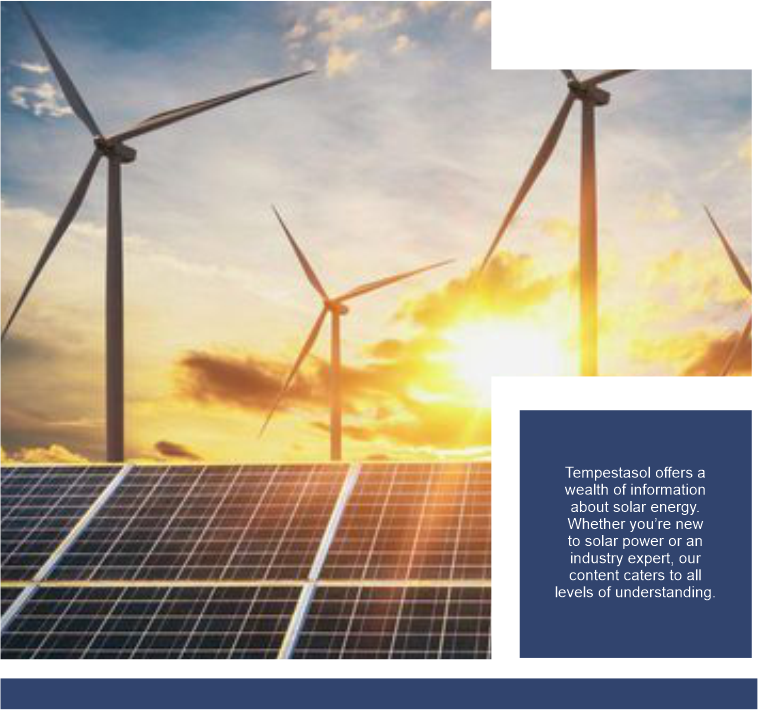 Tempestasol offers a
wealth of information
about solar energy.
Whether you’re new
to solar power or an
industry expert, our
content caters to all
levels of understanding.